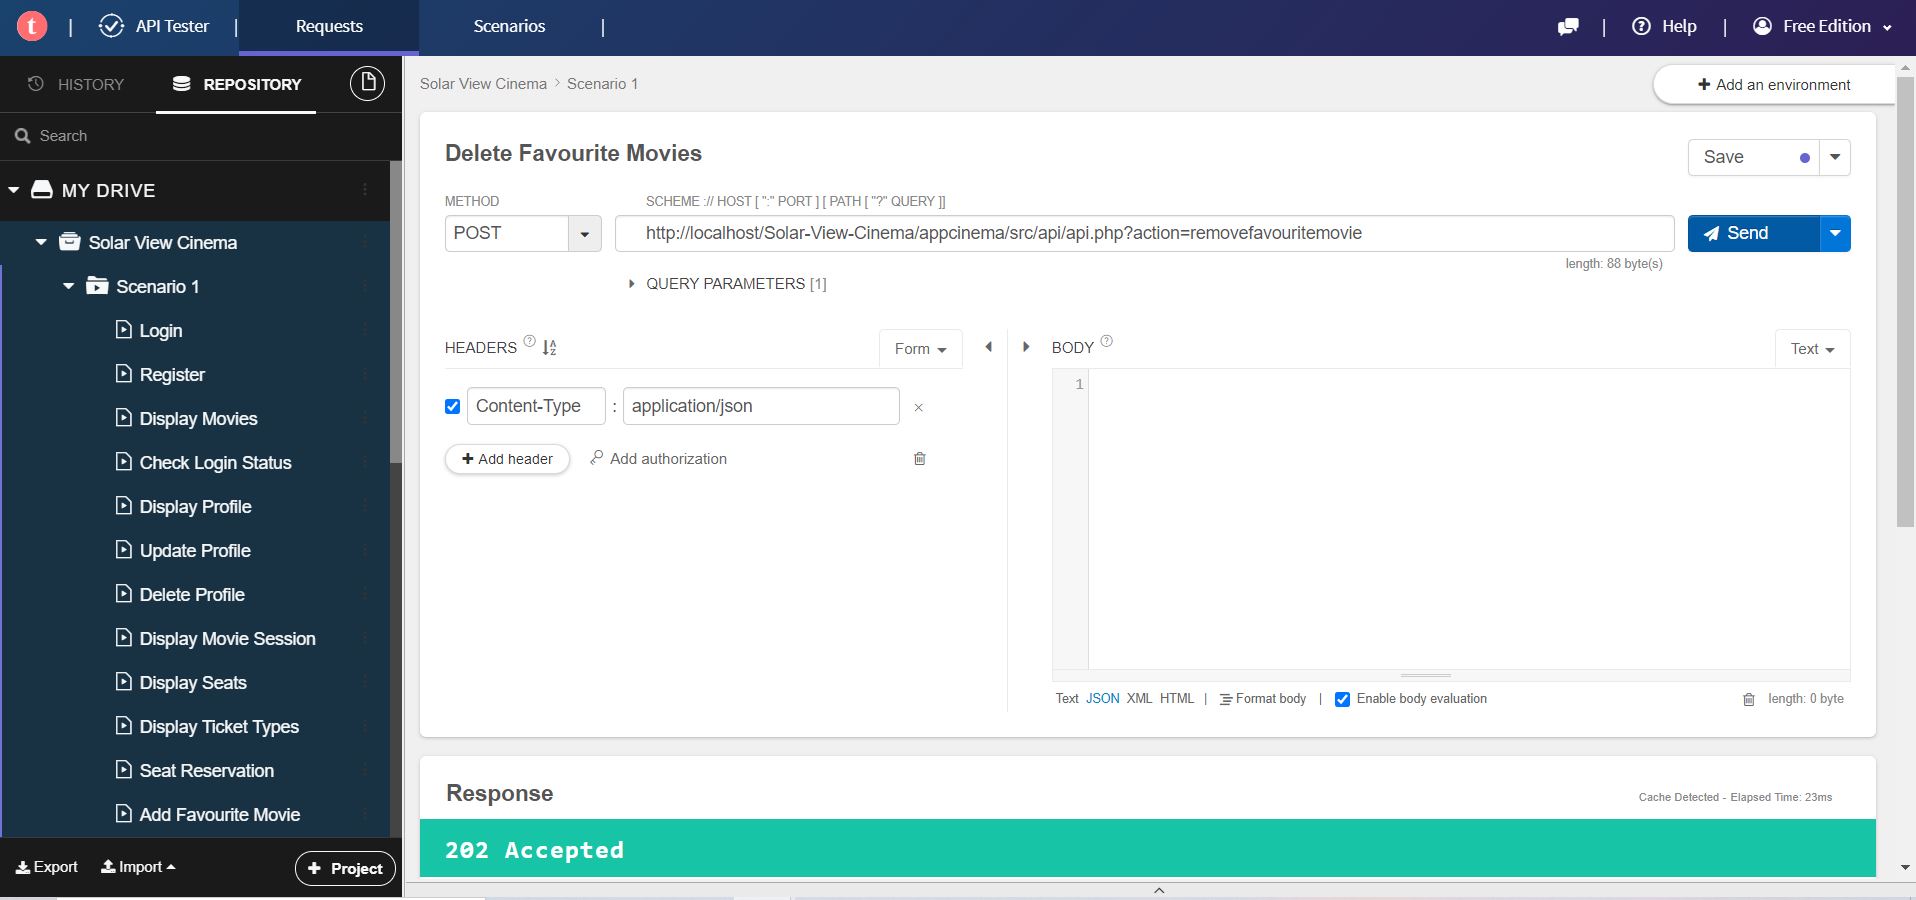 t | API Tester | Requests Scenarios | | Help | Free Edition
HISTORY REPOSITORY
Search
MY DRIVE
Solar View Cinema
Scenario 1
Login
Register
Display Movies
Check Login Status
Display Profile
Update Profile
Delete Profile
Display Movie Session
Display Seats
Display Ticket Types
Seat Reservation
Add Favourite Movie
Export Import + Project
Solar View Cinema > Scenario 1
+ Add an environment
Delete Favourite Movies
Save
METHOD SCHEME :// HOST [ ":" PORT ] [ PATH [ "?" QUERY ]]
POST http://localhost/Solar-View-Cinema/appcinema/src/api/api.php?action=removefavouritemovie Send
length: 88 byte(s)
QUERY PARAMETERS [1]
HEADERS ? A Z Form
BODY ? Text
Content-Type : application/json ×
+ Add header Add authorization
1
Text JSON XML HTML | Format body | Enable body evaluation length: 0 byte
Response
Cache Detected - Elapsed Time: 23ms
202 Accepted